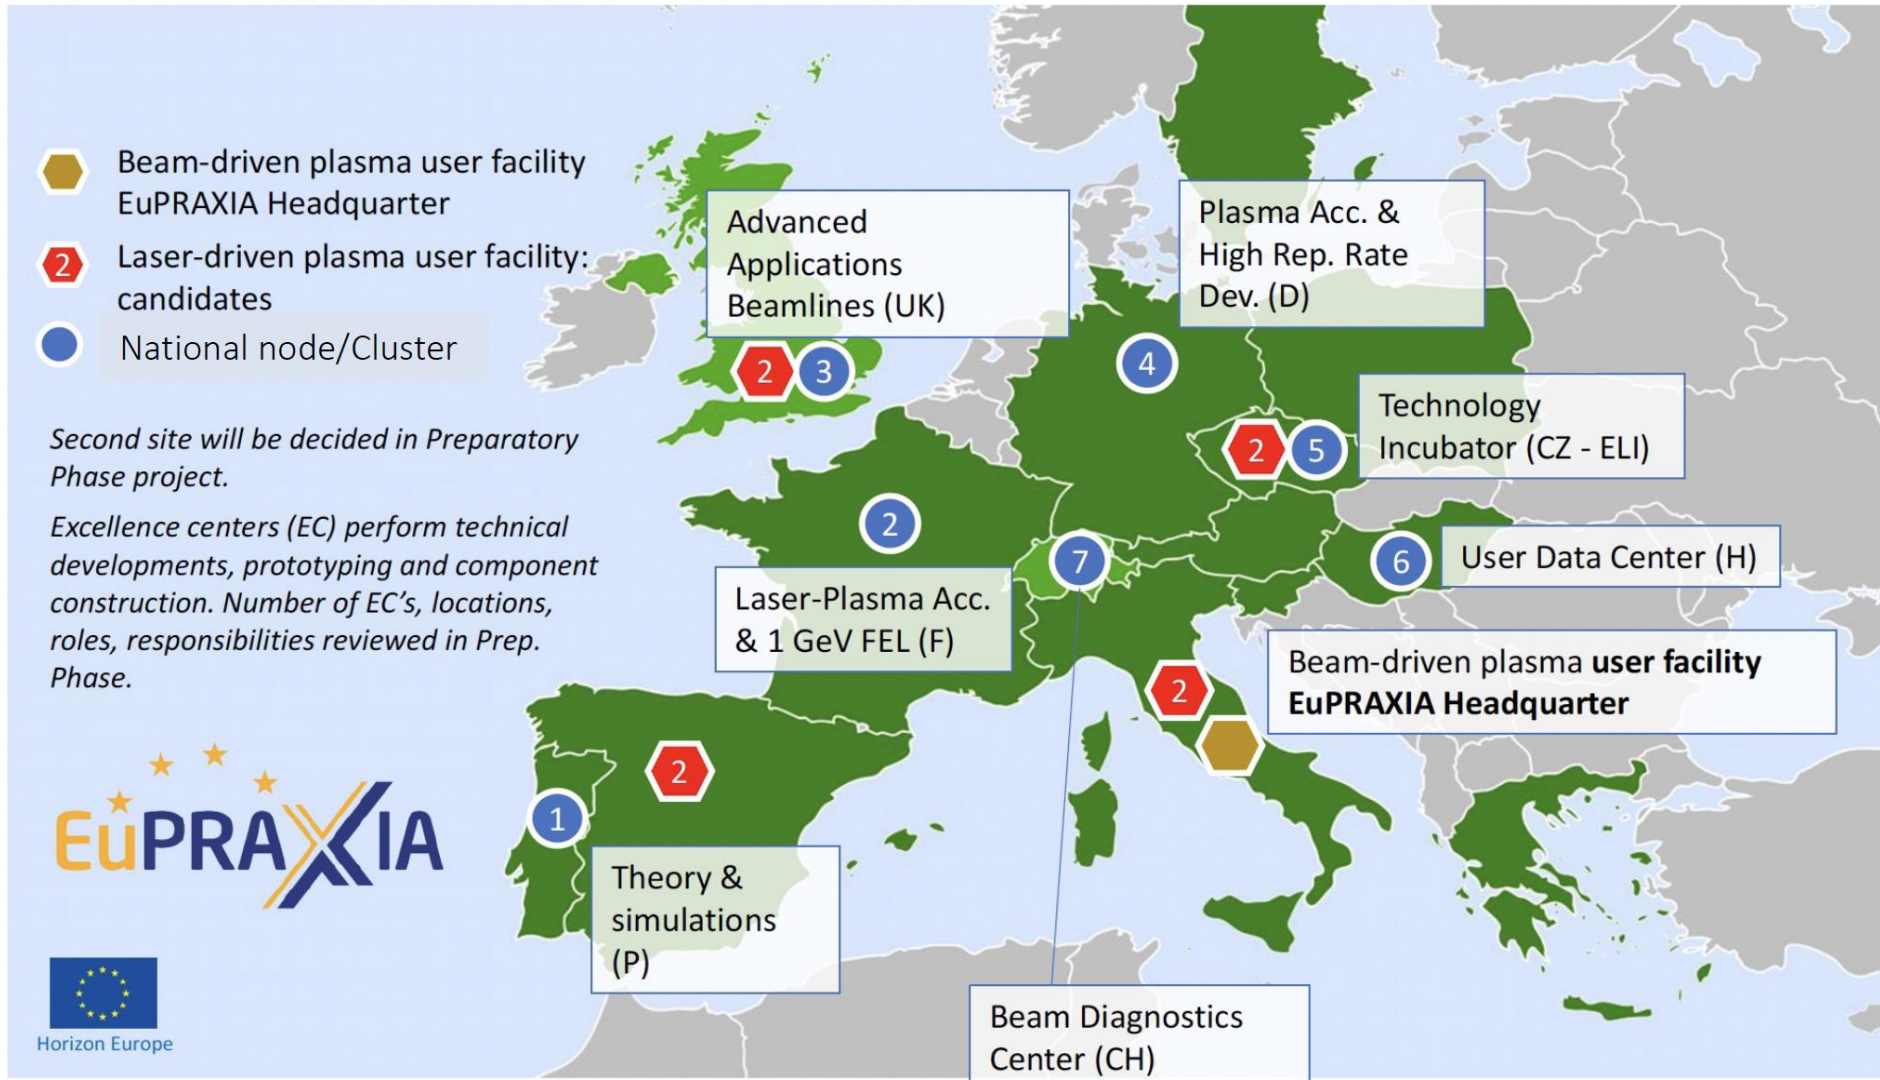 Beam-driven plasma user facility
EuPRAXIA Headquarter
2
Laser-driven plasma user facility:
candidates
National node/Cluster
Second site will be decided in Preparatory
Phase project.
Excellence centers (EC) perform technical
developments, prototyping and component
construction. Number of EC’s, locations,
roles, responsibilities reviewed in Prep.
Phase.
EuPRAXIA
Horizon Europe
Advanced
Applications
Beamlines (UK)
2
3
Plasma Acc. &
High Rep. Rate
Dev. (D)
4
Technology
Incubator (CZ - ELI)
2
5
2
Laser-Plasma Acc.
& 1 GeV FEL (F)
7
6
User Data Center (H)
Beam-driven plasma user facility
EuPRAXIA Headquarter
2
2
1
Theory &
simulations
(P)
Beam Diagnostics
Center (CH)